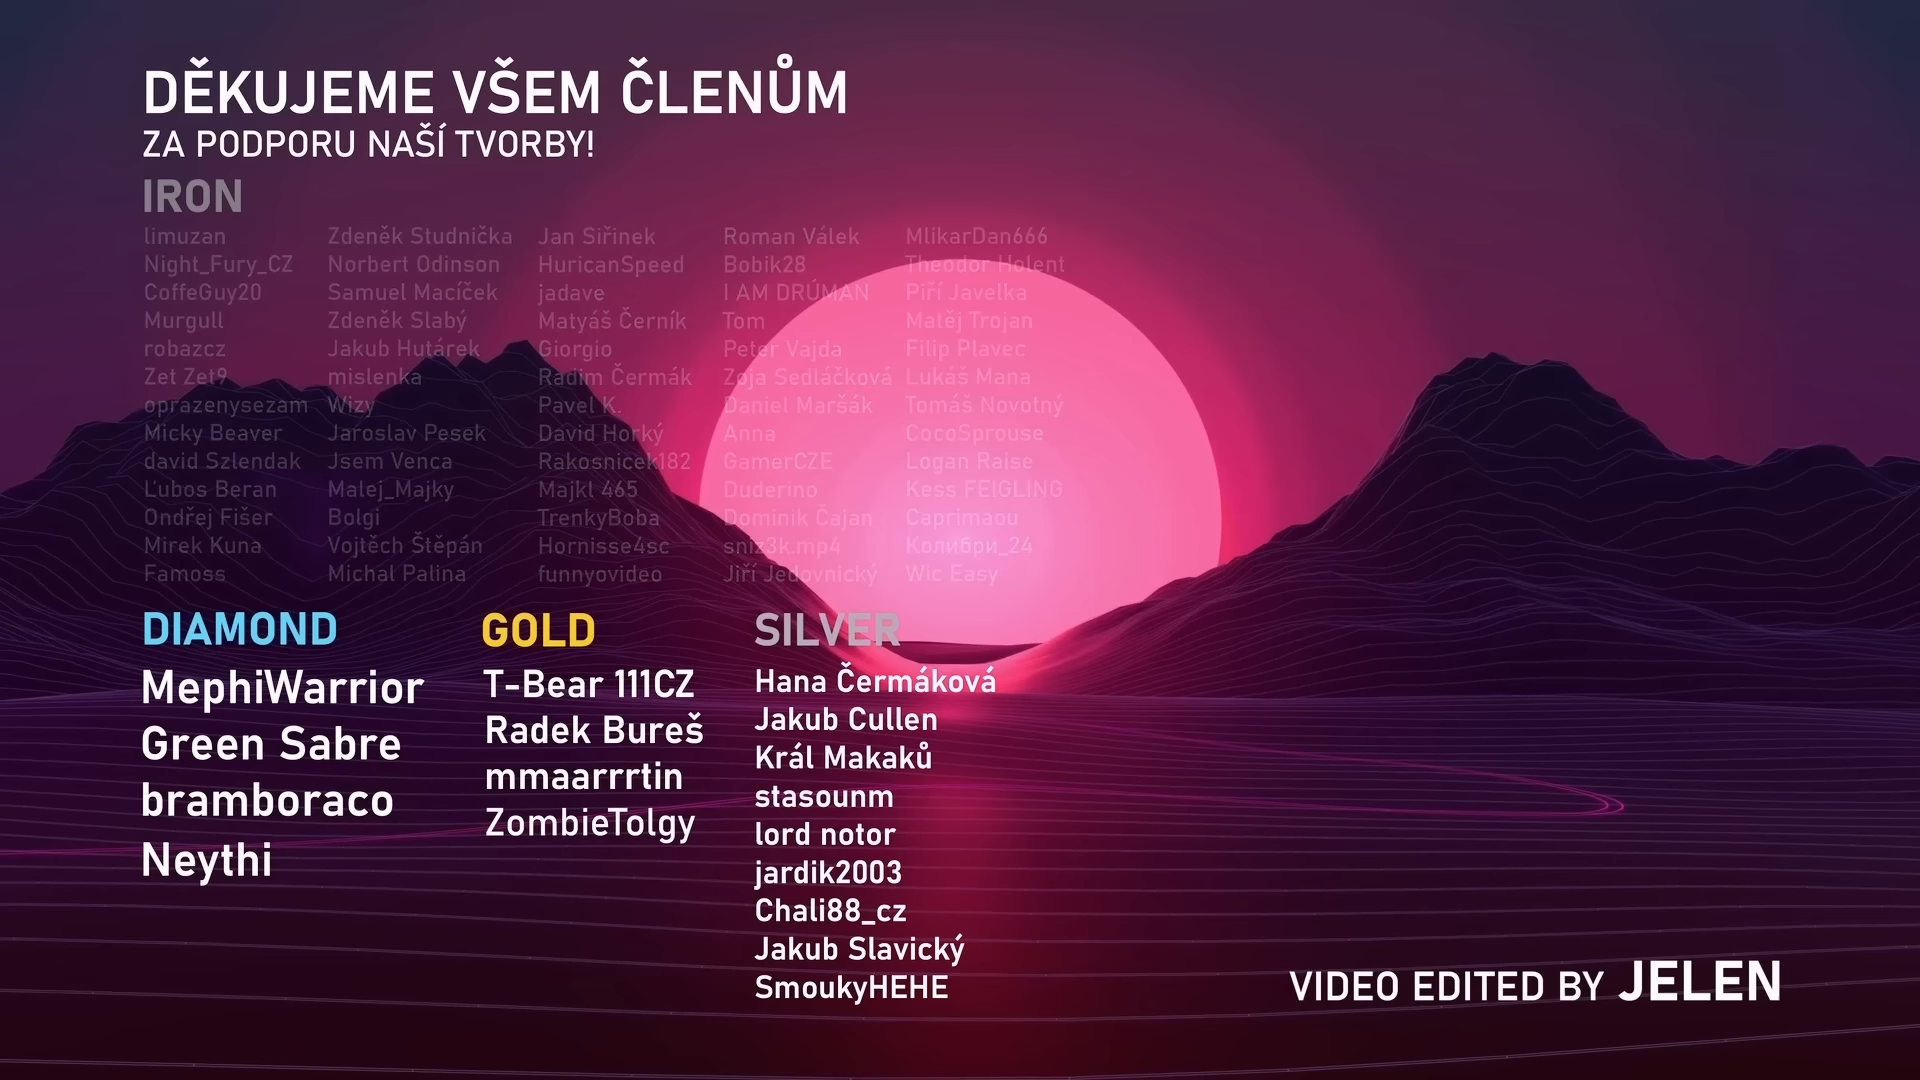 DĚKUJEME VŠEM ČLENŮM
ZA PODPORU NAŠÍ TVORBY!
IRON
limuzan
Night_Fury_CZ
CoffeGuy20
Murgull
robazcz
Zet Zet9
oprazenysezam
Micky Beaver
david Szlendak
Ľubos Beran
Ondřej Fišer
Mirek Kuna
Famoss
Zdeněk Studnička
Norbert Odinson
Samuel Macíček
Zdeněk Slabý
Jakub Hutárek
mislenka
Wizy
Jaroslav Pesek
Jsem Venca
Malej_Majky
Bolgi
Vojtěch Štěpán
Michal Palina
Jan Siřinek
HuricanSpeed
jadave
Matyáš Černík
Giorgio
Radim Čermák
Pavel K.
David Horký
Rakosnicek182
Majkl 465
TrenkyBoba
Hornisse4sc
funnyovideo
Roman Válek
Bobik28
I AM DRÚMAN
Tom
Peter Vajda
Zoja Sedláčková
Daniel Maršák
Anna
GamerCZE
Duderino
Dominik Čajan
sniz3k.mp4
Jiří Jedovnický
MlikarDan666
Theodor Holent
Piří Javeľka
Matěj Trojan
Filip Plavec
Lukáš Mana
Tomáš Novotný
CocoSprouse
Logan Raise
Kess FEIGLING
Caprimaou
Колибри_24
Wic Easy
DIAMOND
MephiWarrior
Green Sabre
bramboraco
Neythi
GOLD
T-Bear 111CZ
Radek Bureš
mmaarrrtin
ZombieTolgy
SILVER
Hana Čermáková
Jakub Cullen
Král Makaků
stasounm
lord notor
jardik2003
Chali88_cz
Jakub Slavický
SmoukyHEHE
VIDEO EDITED BY JELEN